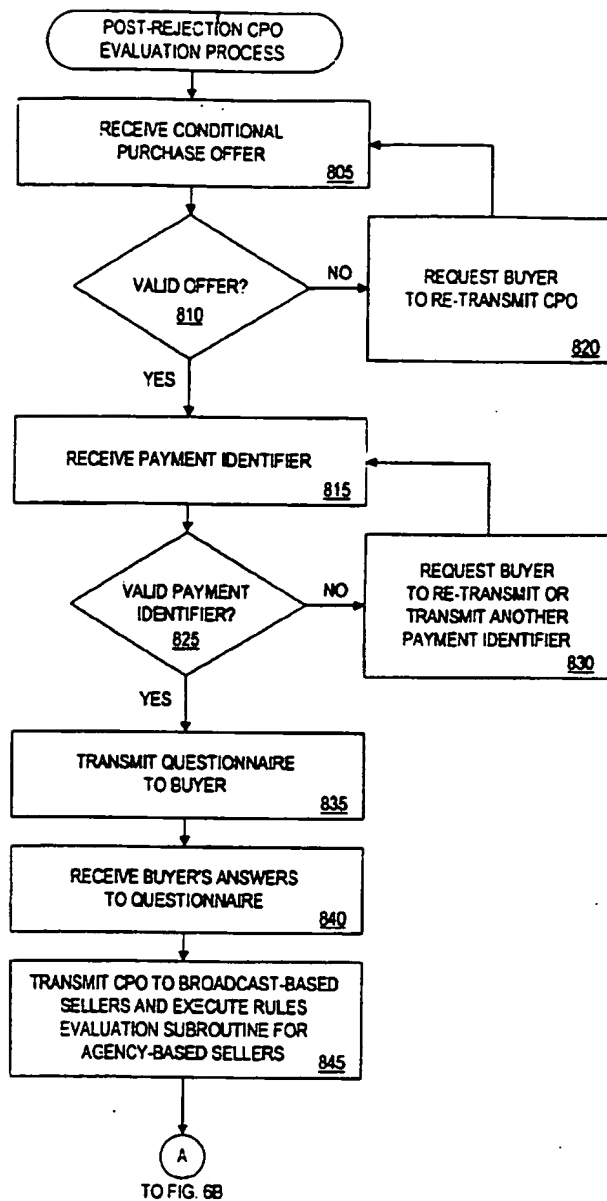 POST-REJECTION CPO
EVALUATION PROCESS
RECEIVE CONDITIONAL
PURCHASE OFFER
805
VALID OFFER?
810
NO
REQUEST BUYER
TO RE-TRANSMIT CPO
820
YES
RECEIVE PAYMENT IDENTIFIER
815
VALID PAYMENT
IDENTIFIER?
825
NO
REQUEST BUYER
TO RE-TRANSMIT OR
TRANSMIT ANOTHER
PAYMENT IDENTIFIER
830
YES
TRANSMIT QUESTIONNAIRE
TO BUYER
835
RECEIVE BUYER'S ANSWERS
TO QUESTIONNAIRE
840
TRANSMIT CPO TO BROADCAST-BASED
SELLERS AND EXECUTE RULES
EVALUATION SUBROUTINE FOR
AGENCY-BASED SELLERS
845
A
TO FIG. 6B